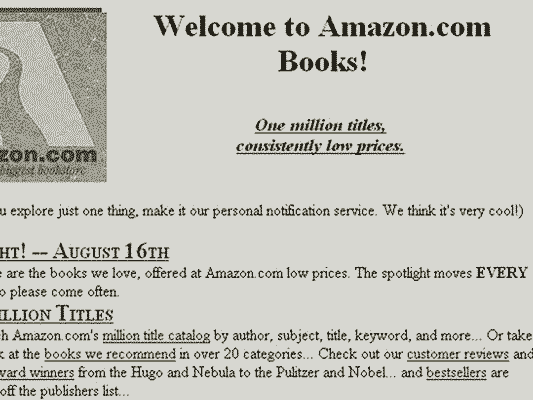 Welcome to Amazon.com
Books!
One million titles,
consistently low prices.
zon.com
biggest bookstore
u explore just one thing, make it our personal notification service. We think it's very cool!)
HT! -- AUGUST 16TH
e are the books we love, offered at Amazon.com low prices. The spotlight moves EVERY
o please come often.
ILLION TITLES
ch Amazon.com's million title catalog by author, subject, title, keyword, and more... Or take
k at the books we recommend in over 20 categories... Check out our customer reviews and
ward winners from the Hugo and Nebula to the Pulitzer and Nobel... and bestsellers are
off the publishers list...